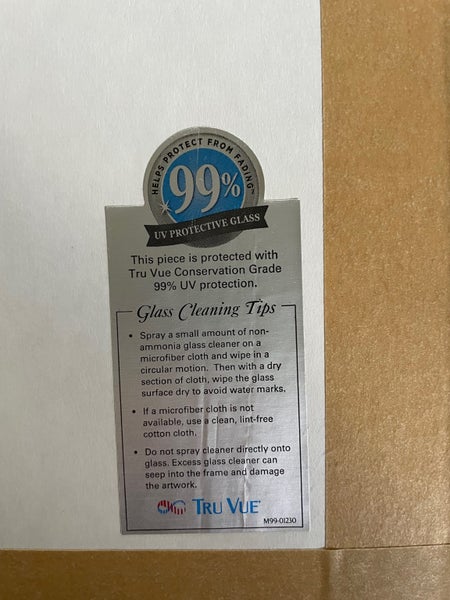 HELPS PROTECT FROM FADING™
99%
UV PROTECTIVE GLASS
This piece is protected with
Tru Vue Conservation Grade
99% UV protection.
Glass Cleaning Tips
• Spray a small amount of non-
ammonia glass cleaner on a
microfiber cloth and wipe in a
circular motion. Then with a dry
section of cloth, wipe the glass
surface dry to avoid water marks.
• If a microfiber cloth is not
available, use a clean, lint-free
cotton cloth.
• Do not spray cleaner directly onto
glass. Excess glass cleaner can
seep into the frame and damage
the artwork.
TRU VUE®
M99-01230